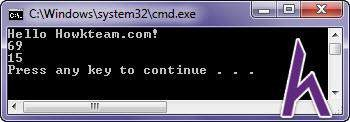 C:\Windows\system32\cmd.exe
Hello Howkteam.com!
69
15
Press any key to continue . . .